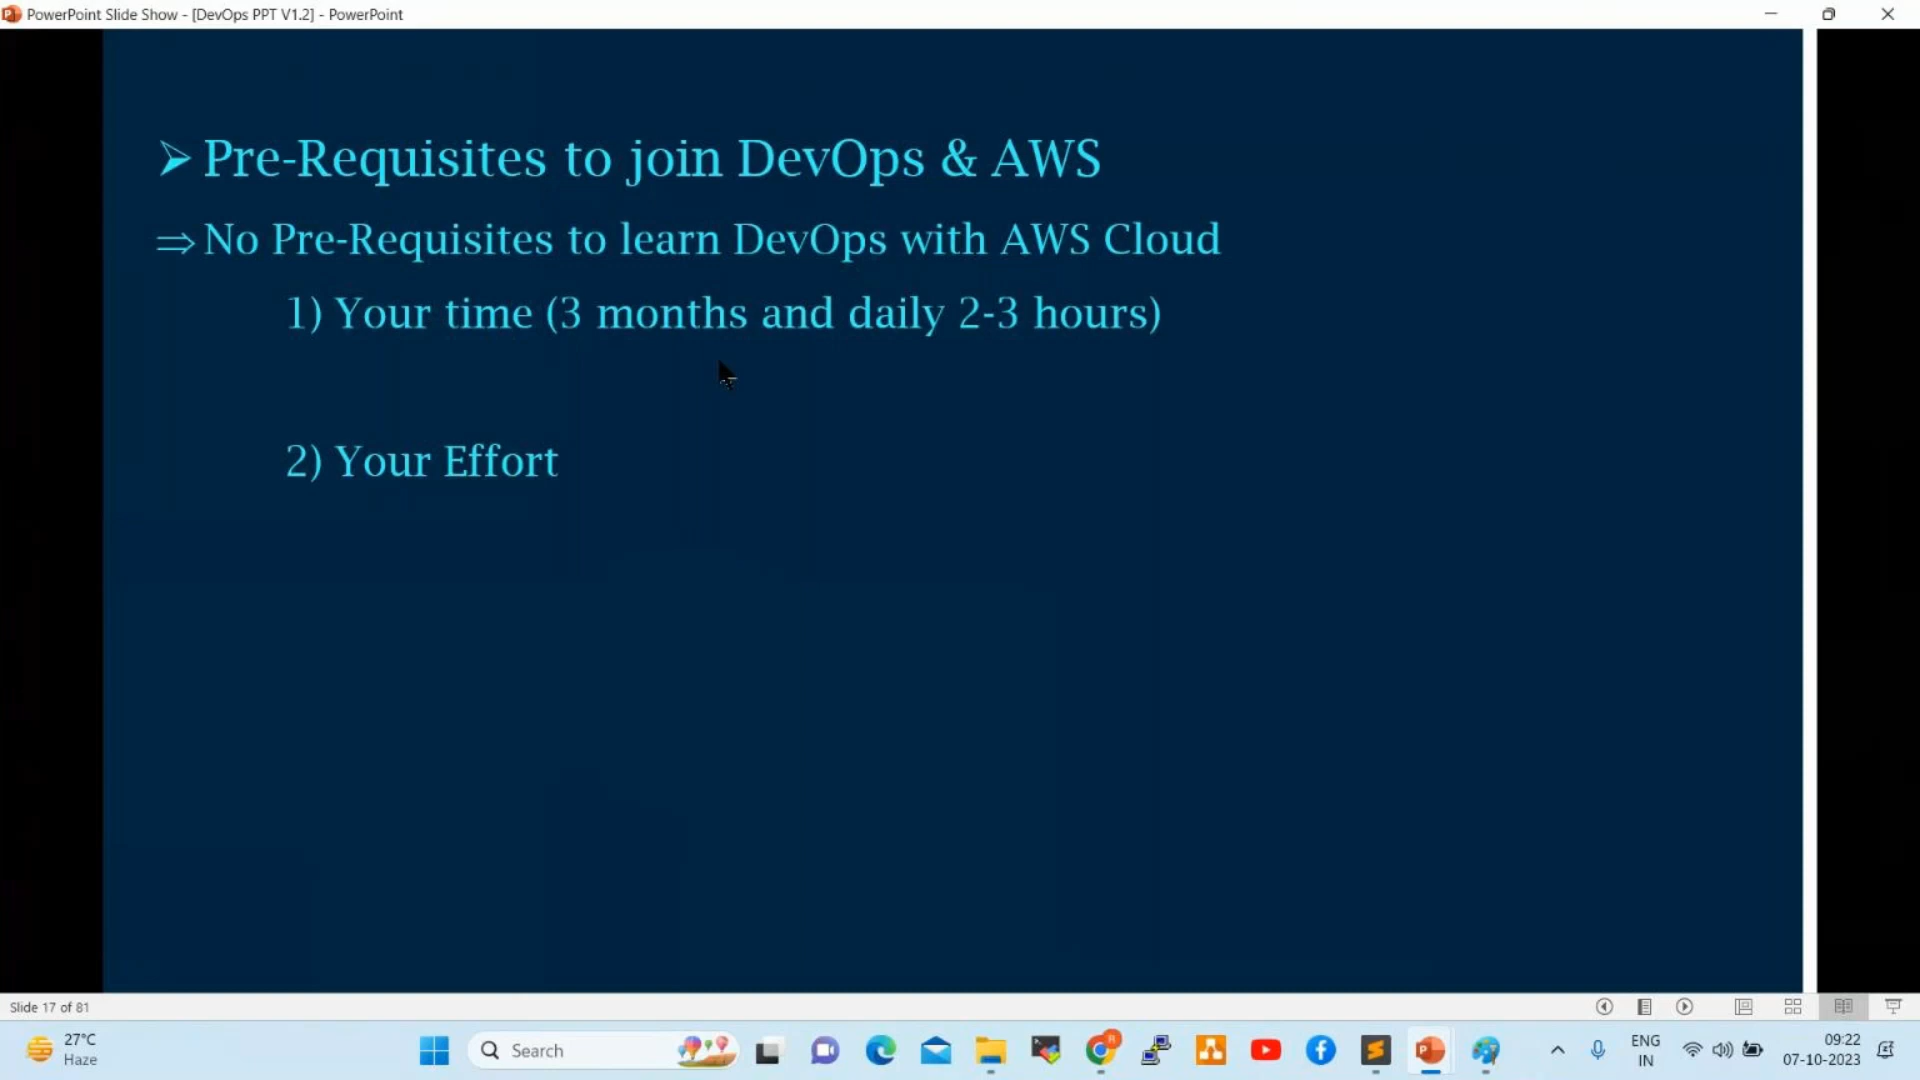 PowerPoint Slide Show - [DevOps PPT V1.2] - PowerPoint
➢ Pre-Requisites to join DevOps & AWS
⇒ No Pre-Requisites to learn DevOps with AWS Cloud
1) Your time (3 months and daily 2-3 hours)
2) Your Effort
Slide 17 of 81
27°C
Haze
Search
ENG
IN
09:22
07-10-2023